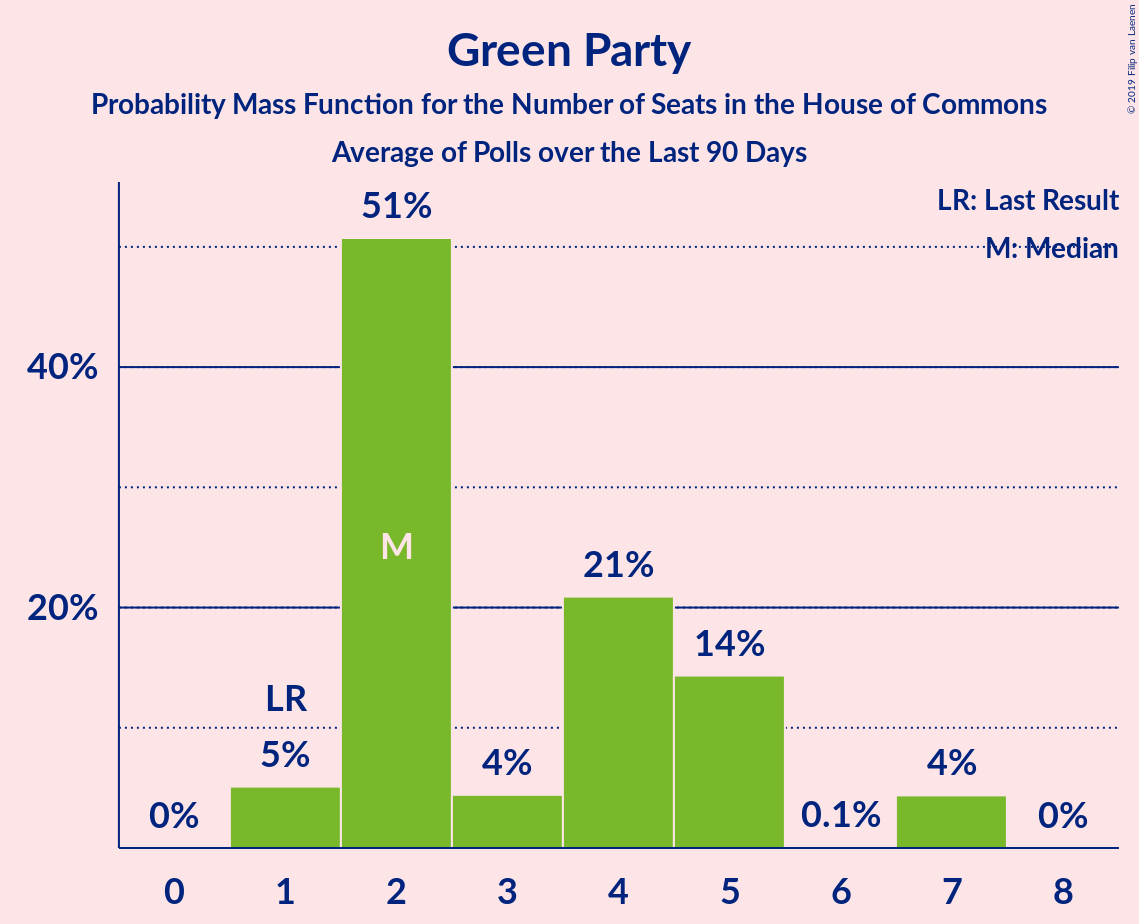 © 2019 Filip van Laenen
Green Party
Probability Mass Function for the Number of Seats in the House of Commons
Average of Polls over the Last 90 Days
LR: Last Result
M: Median
51%
40%
M
21%
20%
14%
LR
5%
4%
4%
0%
0.1%
0%
0 1 2 3 4 5 6 7 8